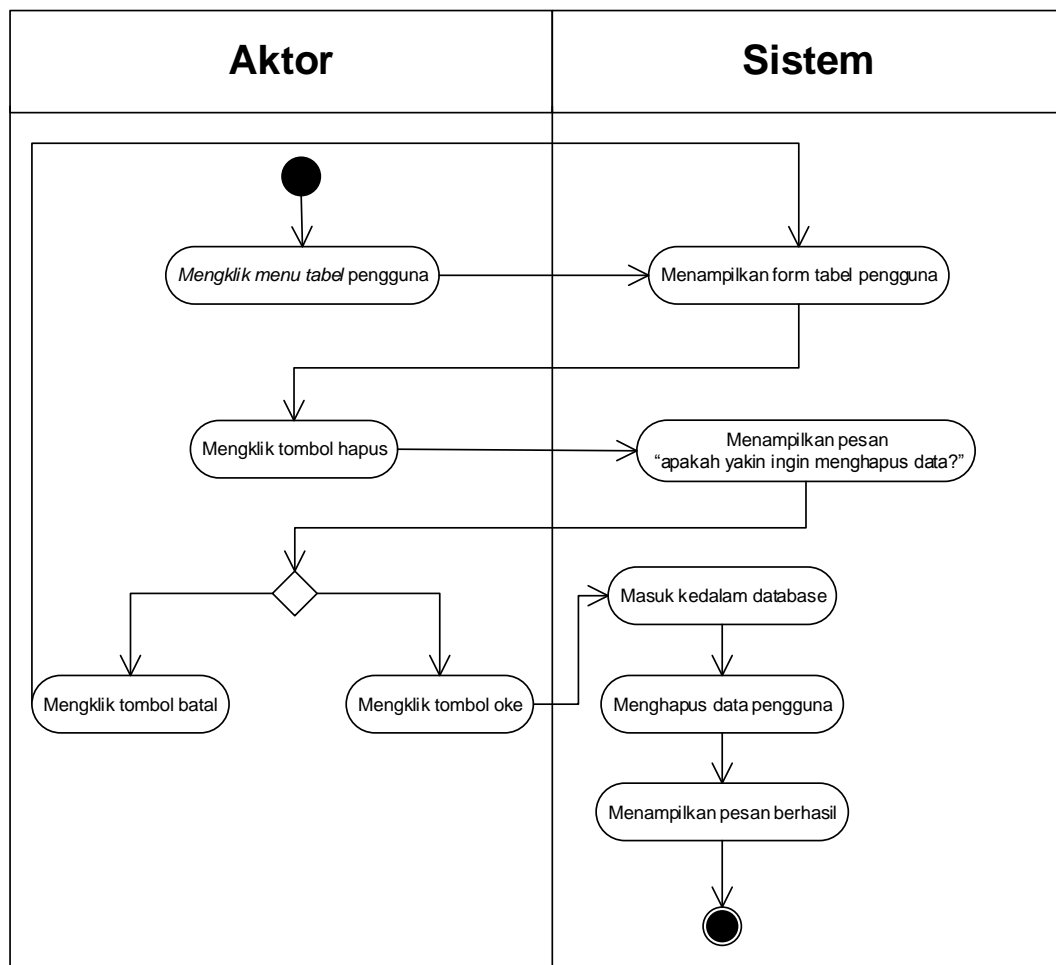 Aktor
Sistem
Mengklik menu tabel pengguna
Menampilkan form tabel pengguna
Mengklik tombol hapus
Menampilkan pesan
“apakah yakin ingin menghapus data?”
Masuk kedalam database
Mengklik tombol batal
Mengklik tombol oke
Menghapus data pengguna
Menampilkan pesan berhasil